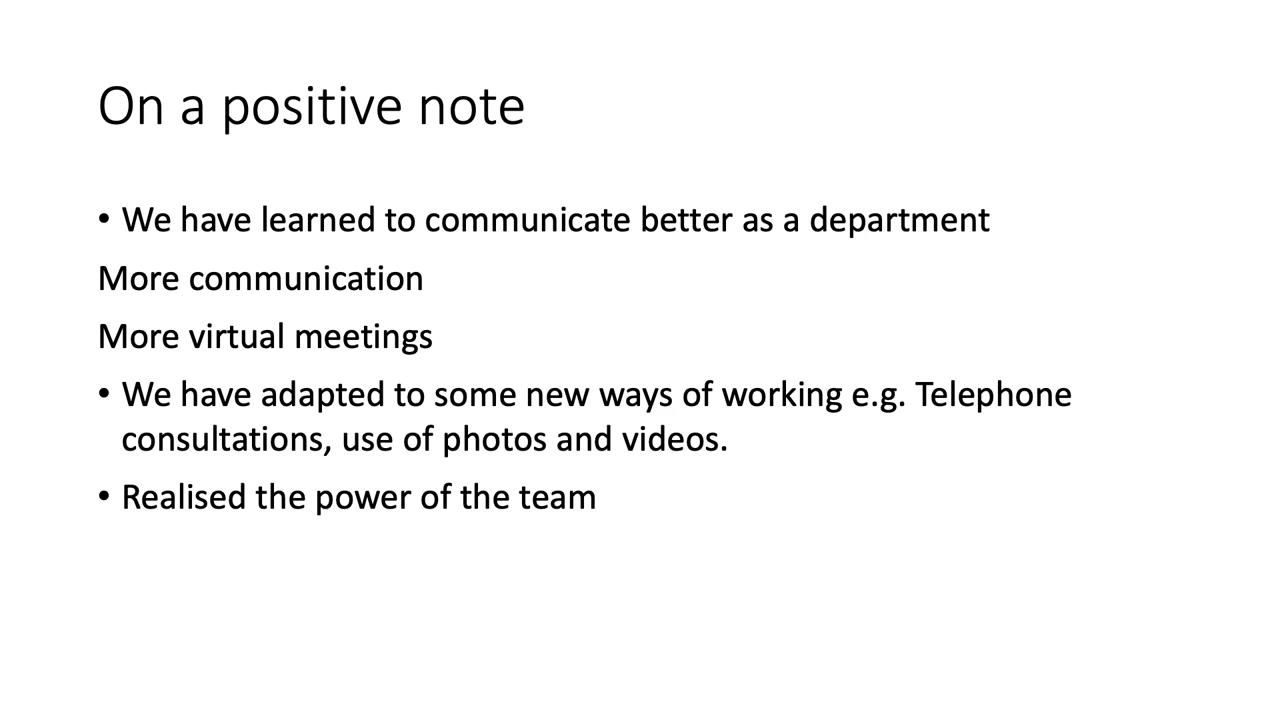 On a positive note
• We have learned to communicate better as a department
More communication
More virtual meetings
• We have adapted to some new ways of working e.g. Telephone
consultations, use of photos and videos.
• Realised the power of the team